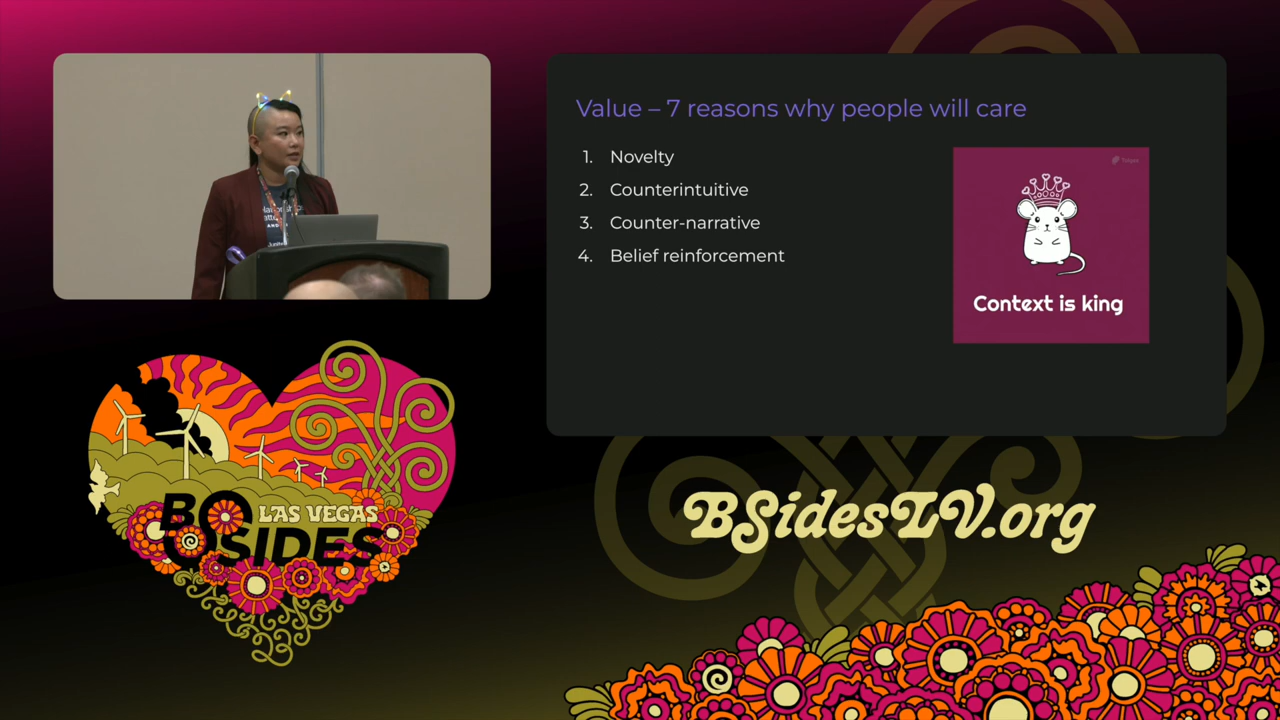 Value – 7 reasons why people will care
1. Novelty
2. Counterintuitive
3. Counter-narrative
4. Belief reinforcement
Context is king
BSIDES
LAS VEGAS
23
BSidesLV.org